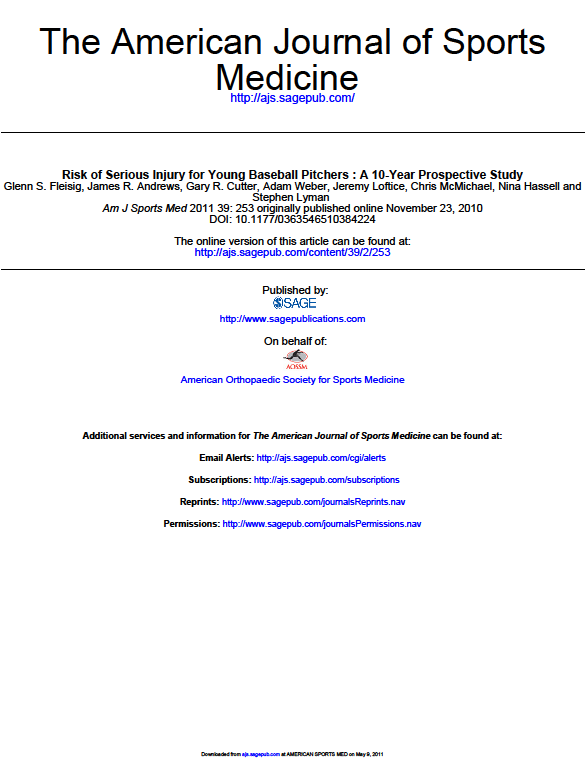 The American Journal of Sports
Medicine
http://ajs.sagepub.com/
Risk of Serious Injury for Young Baseball Pitchers : A 10-Year Prospective Study
Glenn S. Fleisig, James R. Andrews, Gary R. Cutter, Adam Weber, Jeremy Loftice, Chris McMichael, Nina Hassell and
Stephen Lyman
Am J Sports Med 2011 39: 253 originally published online November 23, 2010
DOI: 10.1177/0363546510384224
The online version of this article can be found at:
http://ajs.sagepub.com/content/39/2/253
Published by:
SAGE
http://www.sagepublications.com
On behalf of:
AOSSM
American Orthopaedic Society for Sports Medicine
Additional services and information for The American Journal of Sports Medicine can be found at:
Email Alerts: http://ajs.sagepub.com/cgi/alerts
Subscriptions: http://ajs.sagepub.com/subscriptions
Reprints: http://www.sagepub.com/journalsReprints.nav
Permissions: http://www.sagepub.com/journalsPermissions.nav
Downloaded from ajs.sagepub.com at AMERICAN SPORTS MED on May 9, 2011